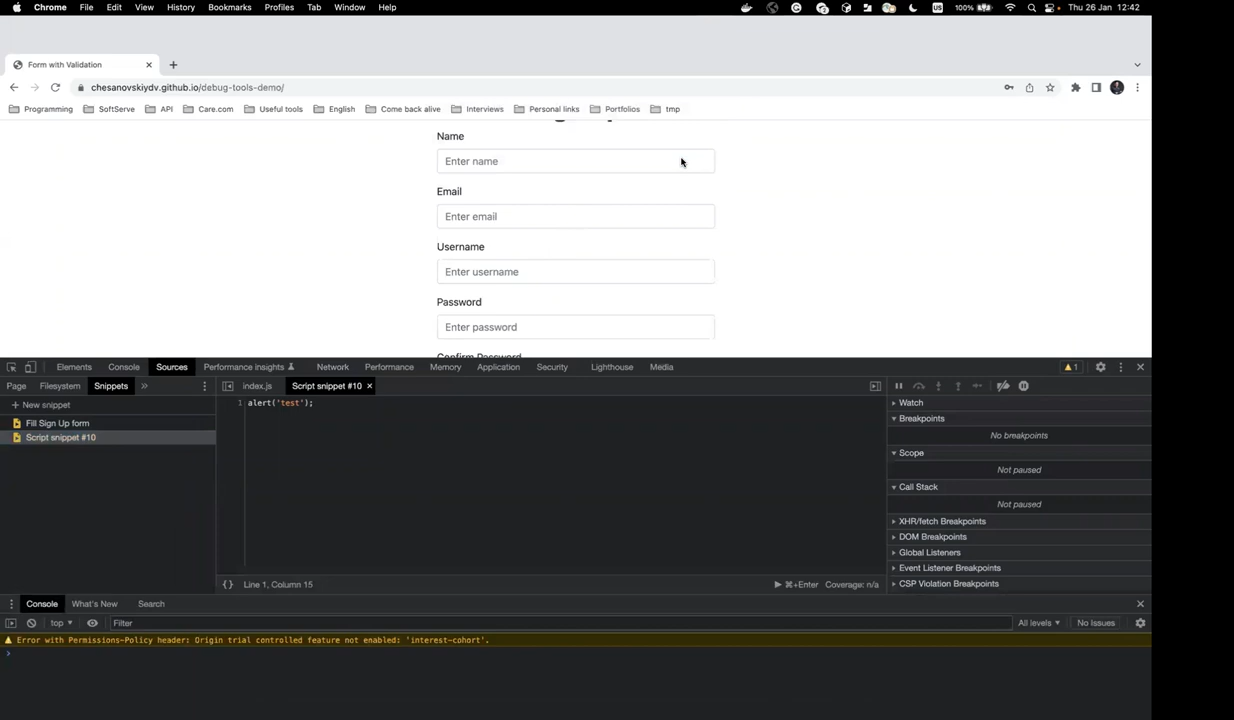 Chrome File Edit View History Bookmarks Profiles Tab Window Help US 100% Thu 26 Jan 12:42
Form with Validation
chesanovskiydv.github.io/debug-tools-demo/
Programming SoftServe API Care.com Useful tools English Come back alive Interviews Personal links Portfolios tmp
Name
Enter name
Email
Enter email
Username
Enter username
Password
Enter password
Confirm Password
Elements Console Sources Performance insights Network Performance Memory Application Security Lighthouse Media 1
Page Filesystem Snippets » index.js Script snippet #10 ×
+ New snippet
Fill Sign Up form
Script snippet #10
1 alert('test');
{ } Line 1, Column 15 ⌘+Enter Coverage: n/a
Watch
Breakpoints
No breakpoints
Scope
Not paused
Call Stack
Not paused
XHR/fetch Breakpoints
DOM Breakpoints
Global Listeners
Event Listener Breakpoints
CSP Violation Breakpoints
Console What's New Search
top Filter All levels No Issues
Error with Permissions-Policy header: Origin trial controlled feature not enabled: 'interest-cohort'.